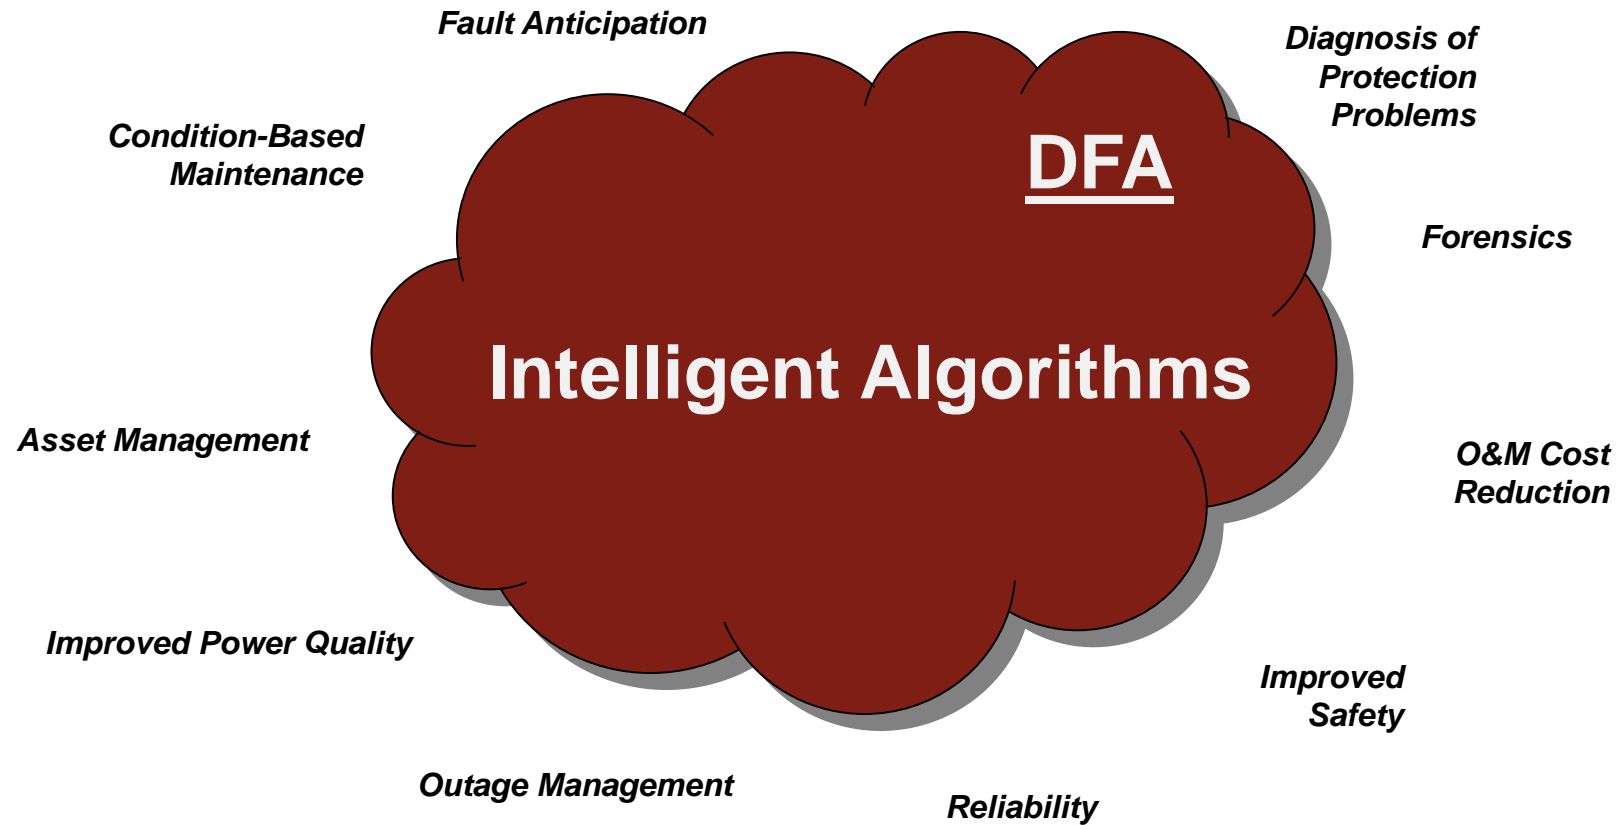 Fault Anticipation
Diagnosis of
Protection
Problems
Condition-Based
Maintenance
DFA
Forensics
Intelligent Algorithms
Asset Management
O&M Cost
Reduction
Improved Power Quality
Improved
Safety
Outage Management
Reliability